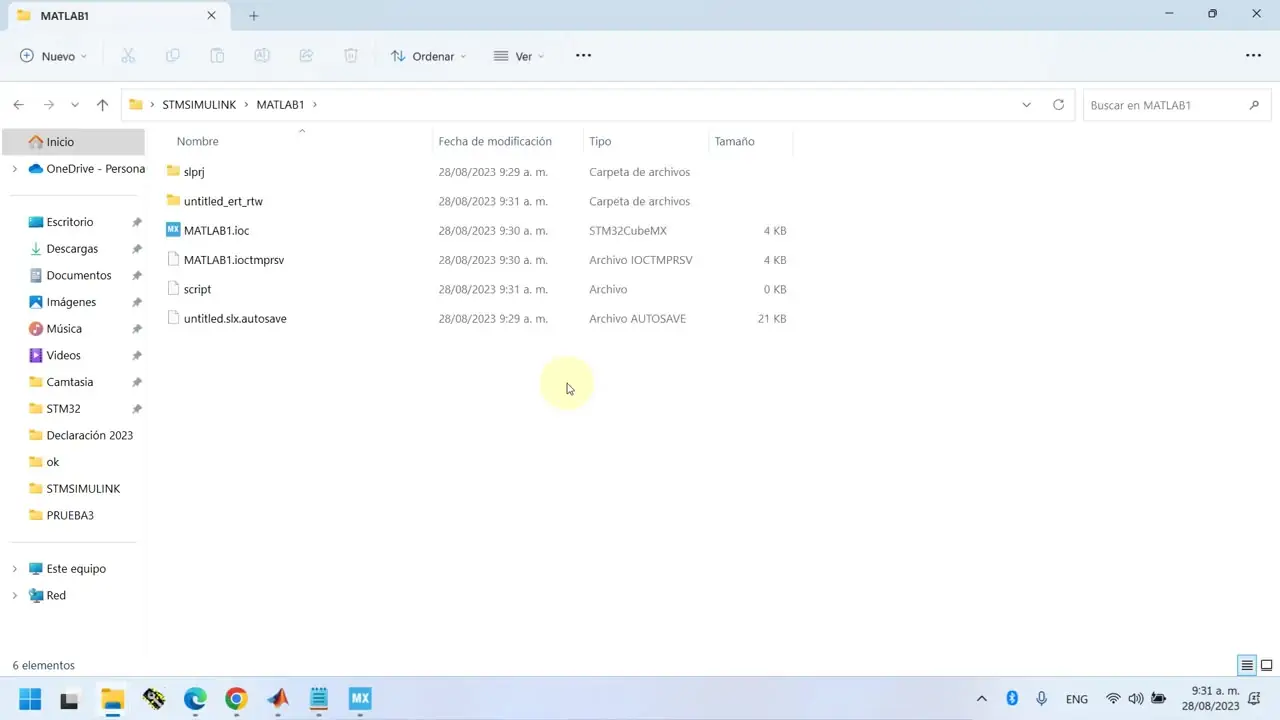 MATLAB1
Nuevo
Ordenar
Ver
STMSIMULINK > MATLAB1 >
Buscar en MATLAB1
Nombre Fecha de modificación Tipo Tamaño
slprj 28/08/2023 9:29 a. m. Carpeta de archivos
untitled_ert_rtw 28/08/2023 9:31 a. m. Carpeta de archivos
MX MATLAB1.ioc 28/08/2023 9:30 a. m. STM32CubeMX 4 KB
MATLAB1.ioctmprsv 28/08/2023 9:30 a. m. Archivo IOCTMPRSV 4 KB
script 28/08/2023 9:31 a. m. Archivo 0 KB
untitled.slx.autosave 28/08/2023 9:29 a. m. Archivo AUTOSAVE 21 KB
Inicio
OneDrive - Persona
Escritorio
Descargas
Documentos
Imágenes
Música
Videos
Camtasia
STM32
Declaración 2023
ok
STMSIMULINK
PRUEBA3
Este equipo
Red
6 elementos
MX
ENG
9:31 a. m.
28/08/2023